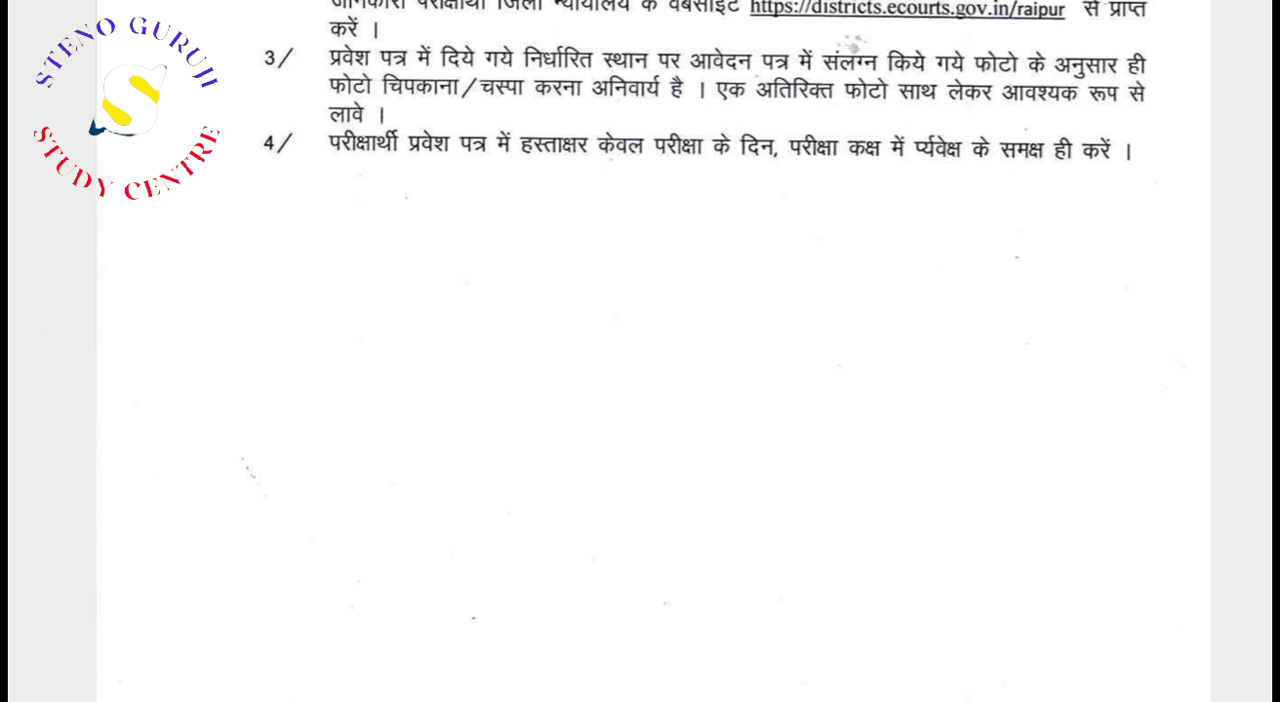 STENO GURUJI
STUDY CENTRE
जानकारी परीक्षार्थी जिला न्यायालय के वेबसाईट https://districts.ecourts.gov.in/raipur से प्राप्त
करें ।
3/ प्रवेश पत्र में दिये गये निर्धारित स्थान पर आवेदन पत्र में संलग्न किये गये फोटो के अनुसार ही
फोटो चिपकाना/चस्पा करना अनिवार्य है । एक अतिरिक्त फोटो साथ लेकर आवश्यक रूप से
लावे ।
4/ परीक्षार्थी प्रवेश पत्र में हस्ताक्षर केवल परीक्षा के दिन, परीक्षा कक्ष में र्प्यवेक्ष के समक्ष ही करें ।